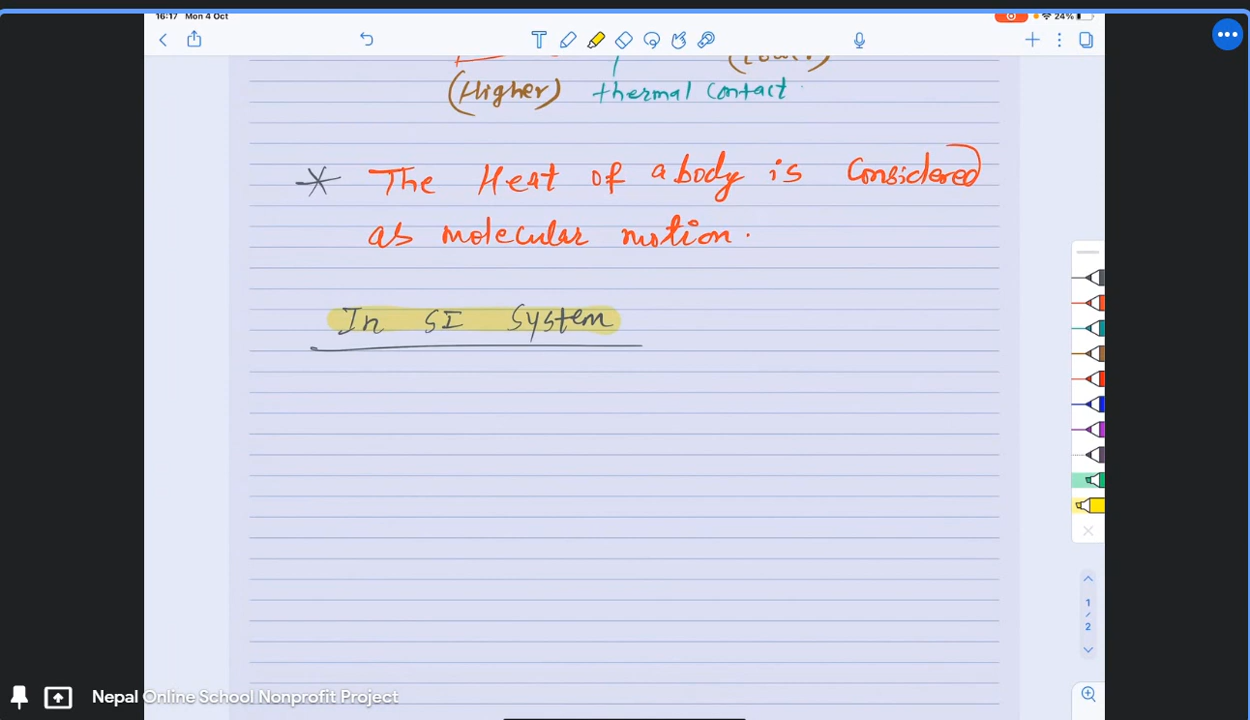 16:17 Mon 4 Oct
24%
(Lower)
(Higher) thermal contact
* The Heat of a body is Considered
as molecular motion.
In SI System
1
/
2
Nepal Online School Nonprofit Project